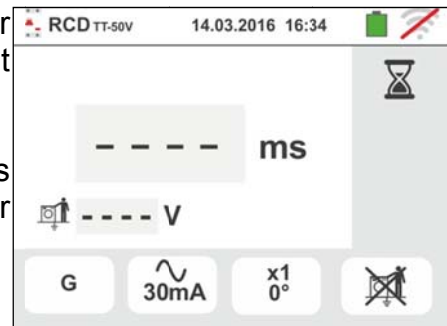 r
t
s
r
RCD TT-50V 14.03.2016 16:34
- - - - ms
- - - - V
G
30mA
x1
0°